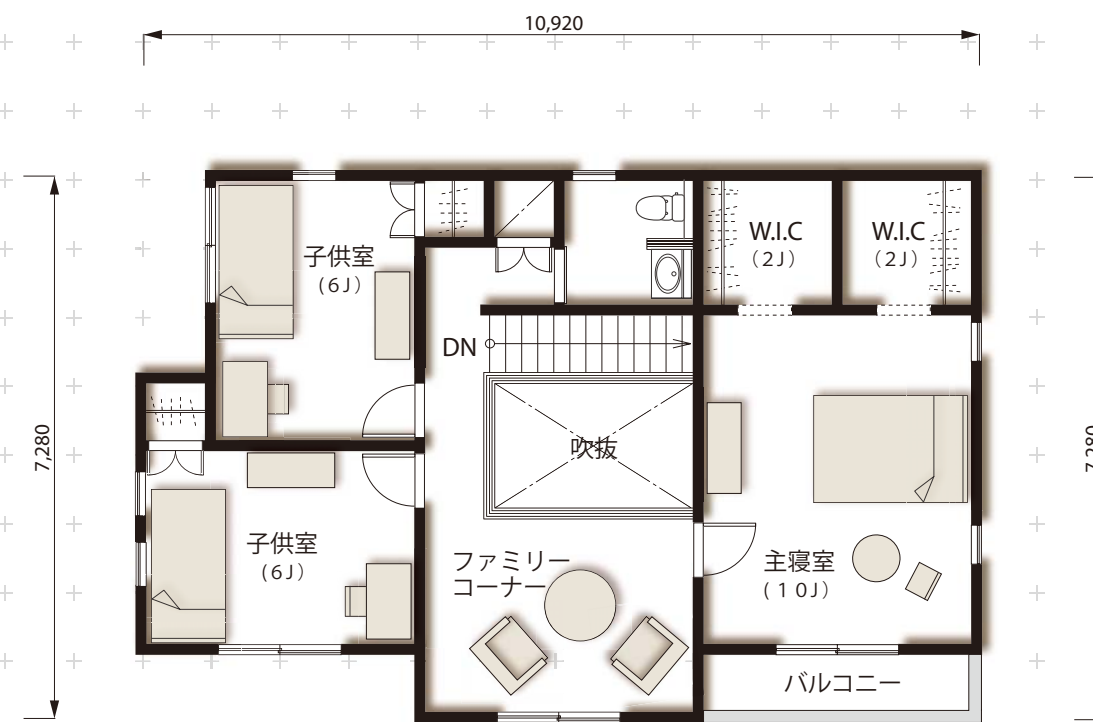 10,920
子供室
（6J）
W.I.C
（2J）
W.I.C
（2J）
DN
吹抜
7,280
7,280
子供室
（6J）
ファミリー
コーナー
主寝室
（10J）
バルコニー